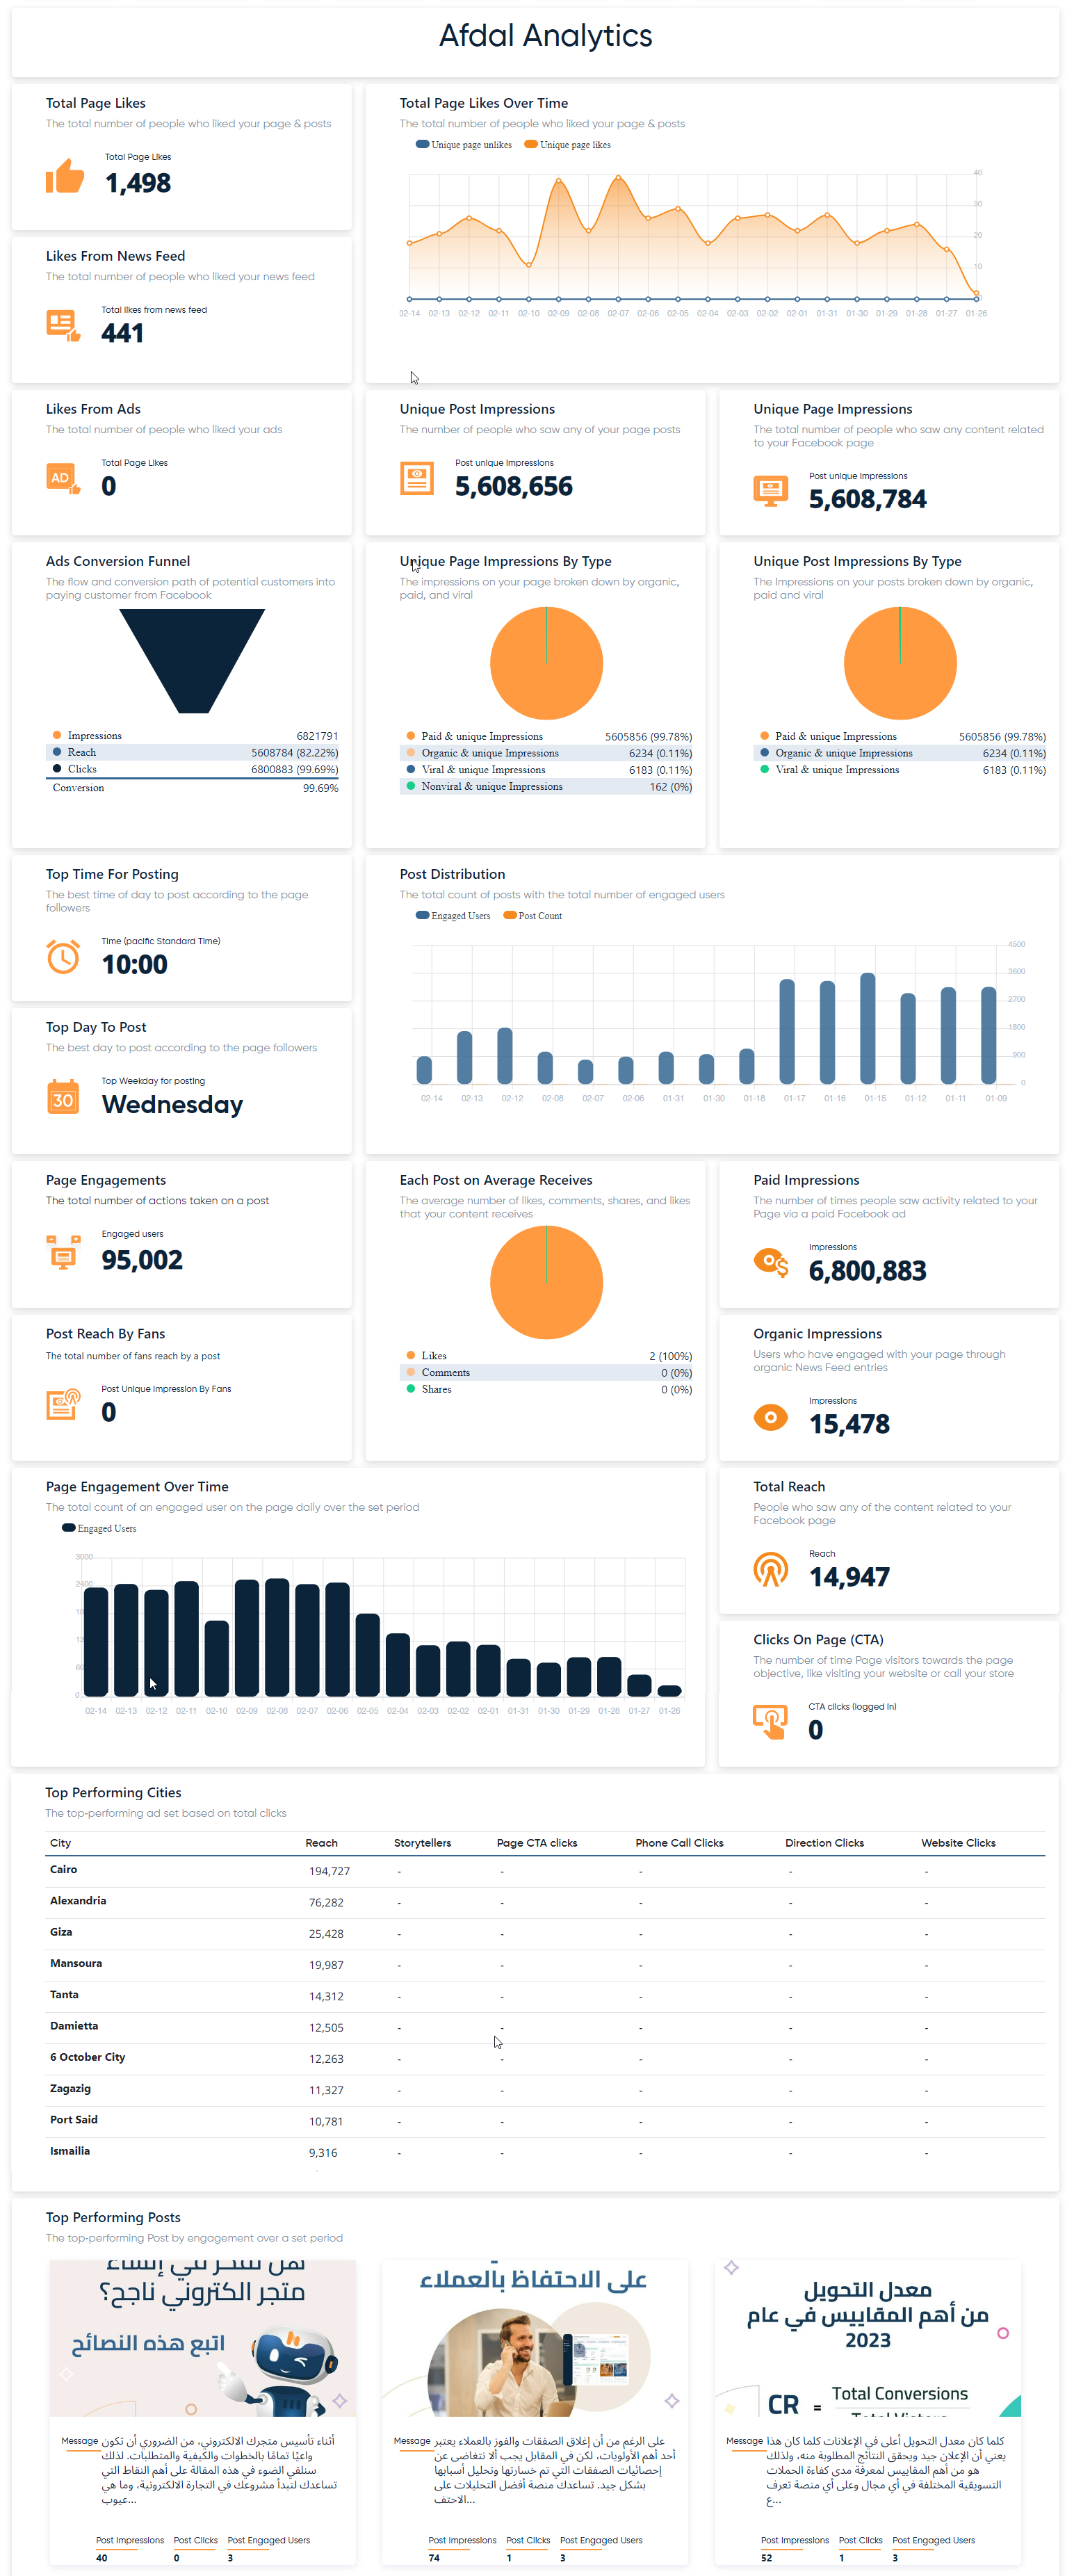 Afdal Analytics
Total Page Likes
The total number of people who liked your page & posts
Total Page Likes
1,498
Total Page Likes Over Time
The total number of people who liked your page & posts
Unique page unlikes
Unique page likes
40
30
20
10
02-14 02-13 02-12 02-11 02-10 02-09 02-08 02-07 02-06 02-05 02-04 02-03 02-02 02-01 01-31 01-30 01-29 01-28 01-27 01-26
Likes From News Feed
The total number of people who liked your news feed
Total likes from news feed
441
Likes From Ads
The total number of people who liked your ads
AD
Total Page Likes
0
Unique Post Impressions
The number of people who saw any of your page posts
Post unique Impressions
5,608,656
Unique Page Impressions
The total number of people who saw any content related
to your Facebook page
Post unique Impressions
5,608,784
Ads Conversion Funnel
The flow and conversion path of potential customers into
paying customer from Facebook
Impressions 6821791
Reach 5608784 (82.22%)
Clicks 6800883 (99.69%)
Conversion 99.69%
Unique Page Impressions By Type
The impressions on your page broken down by organic,
paid, and viral
Paid & unique Impressions 5605856 (99.78%)
Organic & unique Impressions 6234 (0.11%)
Viral & unique Impressions 6183 (0.11%)
Nonviral & unique Impressions 162 (0%)
Unique Post Impressions By Type
The Impressions on your posts broken down by organic,
paid and viral
Paid & unique Impressions 5605856 (99.78%)
Organic & unique Impressions 6234 (0.11%)
Viral & unique Impressions 6183 (0.11%)
Top Time For Posting
The best time of day to post according to the page
followers
Time (pacific Standard Time)
10:00
Post Distribution
The total count of posts with the total number of engaged users
Engaged Users
Post Count
4500
3600
2700
1800
900
0
02-14 02-13 02-12 02-08 02-07 02-06 01-31 01-30 01-18 01-17 01-16 01-15 01-12 01-11 01-09
Top Day To Post
The best day to post according to the page followers
30
Top Weekday for posting
Wednesday
Page Engagements
The total number of actions taken on a post
Engaged users
95,002
Each Post on Average Receives
The average number of likes, comments, shares, and likes
that your content receives
Likes 2 (100%)
Comments 0 (0%)
Shares 0 (0%)
Paid Impressions
The number of times people saw activity related to your
Page via a paid Facebook ad
Impressions
6,800,883
Post Reach By Fans
The total number of fans reach by a post
Post Unique Impression By Fans
0
Organic Impressions
Users who have engaged with your page through
organic News Feed entries
Impressions
15,478
Page Engagement Over Time
The total count of an engaged user on the page daily over the set period
Engaged Users
3000
2400
0
02-14 02-13 02-12 02-11 02-10 02-09 02-08 02-07 02-06 02-05 02-04 02-03 02-02 02-01 01-31 01-30 01-29 01-28 01-27 01-26
Total Reach
People who saw any of the content related to your
Facebook page
Reach
14,947
Clicks On Page (CTA)
The number of time Page visitors towards the page
objective, like visiting your website or call your store
CTA clicks (logged In)
0
Top Performing Cities
The top-performing ad set based on total clicks
City Reach Storytellers Page CTA clicks Phone Call Clicks Direction Clicks Website Clicks
Cairo 194,727 - - - - -
Alexandria 76,282 - - - - -
Giza 25,428 - - - - -
Mansoura 19,987 - - - - -
Tanta 14,312 - - - - -
Damietta 12,505 - - - - -
6 October City 12,263 - - - - -
Zagazig 11,327 - - - - -
Port Said 10,781 - - - - -
Ismailia 9,316 - - - - -
Top Performing Posts
The top-performing Post by engagement over a set period
متجر الكتروني ناجح؟
اتبع هذه النصائح
Message
أثناء تأسيس متجرك الالكتروني، من الضروري أن تكون
واعيًا تمامًا بالخطوات والكيفية والمتطلبات. لذلك
سنلقي الضوء في هذه المقالة على أهم النقاط التي
تساعدك لتبدأ مشروعك في التجارة الالكترونية، وما هي
عيوب...
Post Impressions Post Clicks Post Engaged Users
40 0 3
على الاحتفاظ بالعملاء
Message
على الرغم من أن إغلاق الصفقات والفوز بالعملاء يعتبر
أحد أهم الأولويات، لكن في المقابل يجب ألا نتغاضى عن
إحصائيات الصفقات التي تم خسارتها وتحليل أسبابها
بشكل جيد. تساعدك منصة أفضل التحليلات على
الاحتف...
Post Impressions Post Clicks Post Engaged Users
74 1 3
معدل التحويل
من أهم المقاييس في عام
2023
CR = Total Conversions
Message
كلما كان معدل التحويل أعلى في الإعلانات كلما كان هذا
يعني أن الإعلان جيد ويحقق النتائج المطلوبة منه، ولذلك
هو من أهم المقاييس لمعرفة مدى كفاءة الحملات
التسويقية المختلفة في أي مجال وعلى أي منصة تعرف
ع...
Post Impressions Post Clicks Post Engaged Users
52 1 3